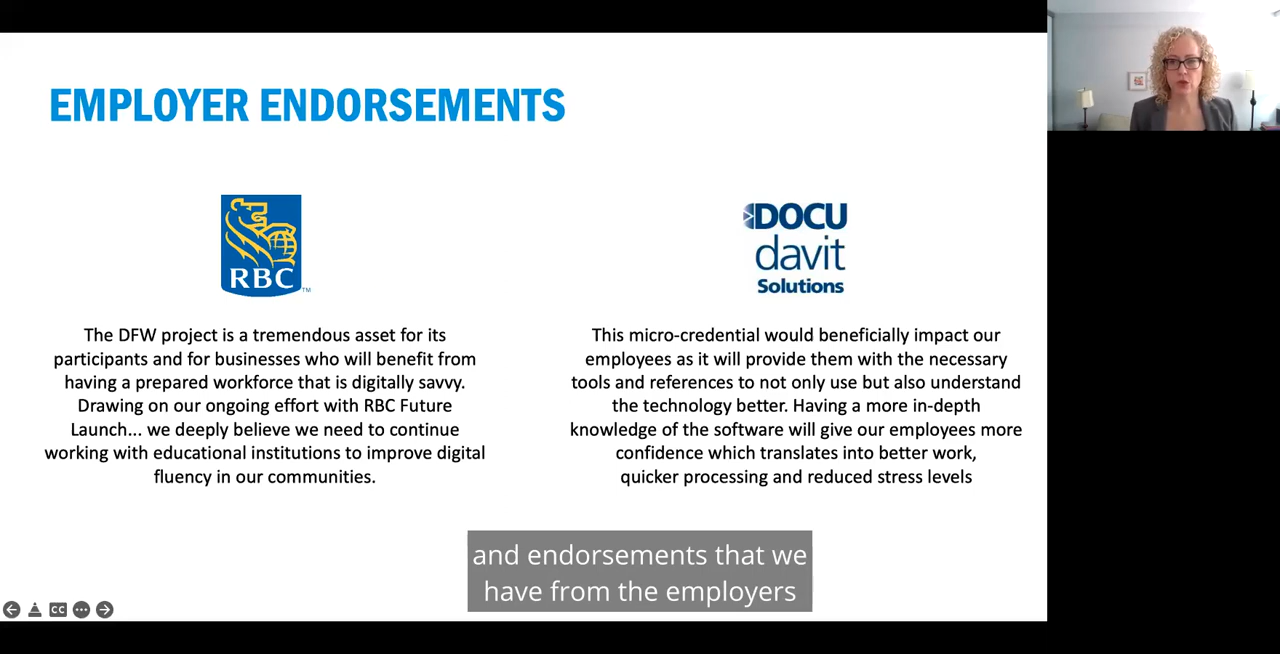 EMPLOYER ENDORSEMENTS
RBC
TM
The DFW project is a tremendous asset for its
participants and for businesses who will benefit from
having a prepared workforce that is digitally savvy.
Drawing on our ongoing effort with RBC Future
Launch... we deeply believe we need to continue
working with educational institutions to improve digital
fluency in our communities.
DOCU
davit
Solutions
This micro-credential would beneficially impact our
employees as it will provide them with the necessary
tools and references to not only use but also understand
the technology better. Having a more in-depth
knowledge of the software will give our employees more
confidence which translates into better work,
quicker processing and reduced stress levels
and endorsements that we
have from the employers
CC